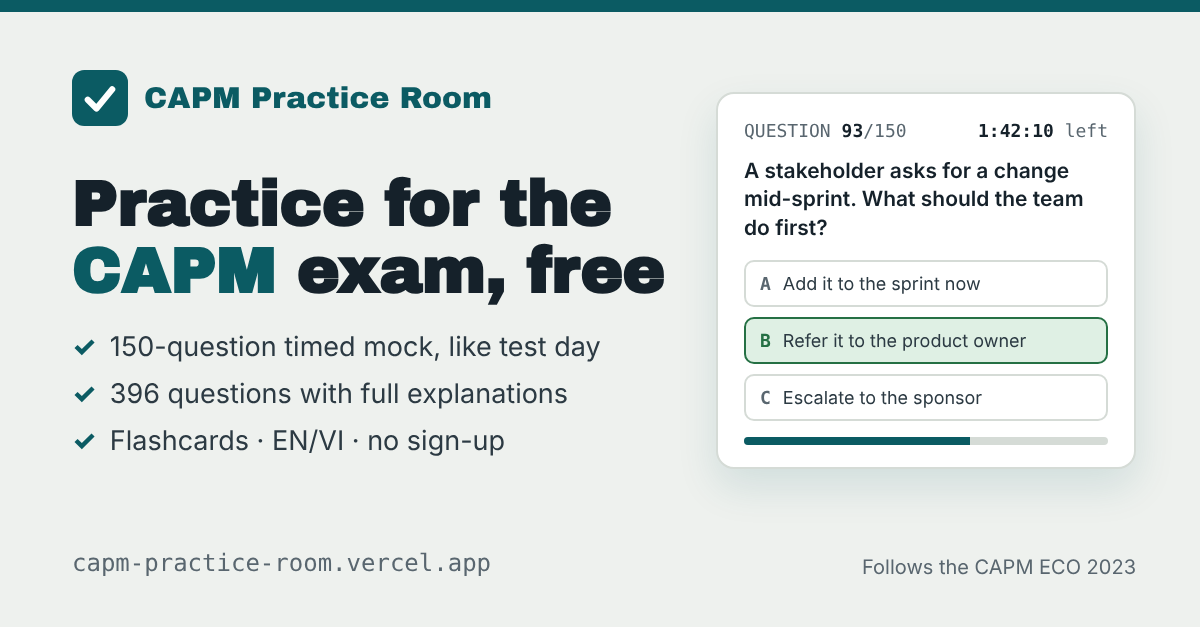 CAPM Practice Room
Practice for the
CAPM exam, free
150-question timed mock, like test day
396 questions with full explanations
Flashcards · EN/VI · no sign-up
capm-practice-room.vercel.app
QUESTION 93/150 1:42:10 left
A stakeholder asks for a change
mid-sprint. What should the team
do first?
A Add it to the sprint now
B Refer it to the product owner
C Escalate to the sponsor
Follows the CAPM ECO 2023